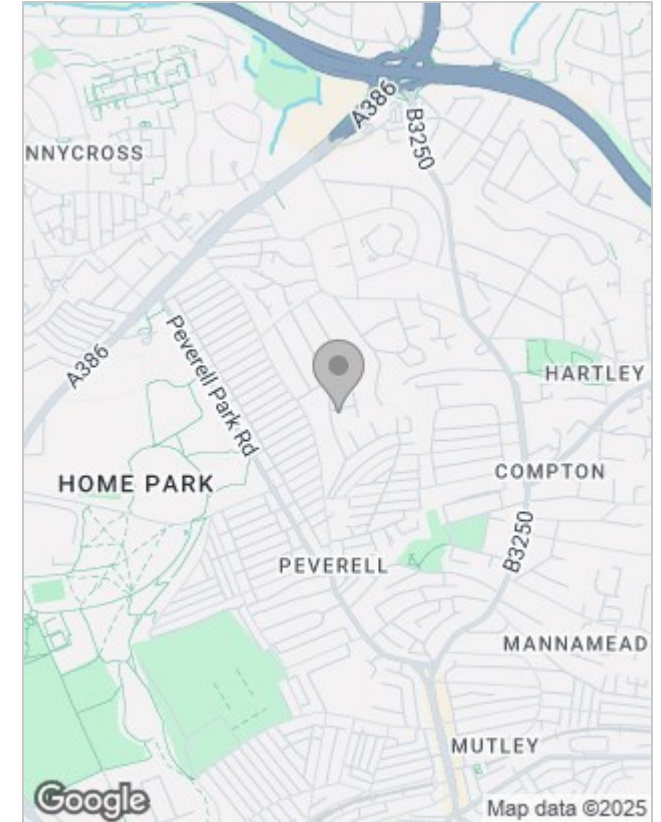 A386
B3250
NNYCROSS
Peverell Park Rd
A386
HARTLEY
HOME PARK
COMPTON
B3250
PEVERELL
MANNAMEAD
MUTLEY
Google
Map data ©2025